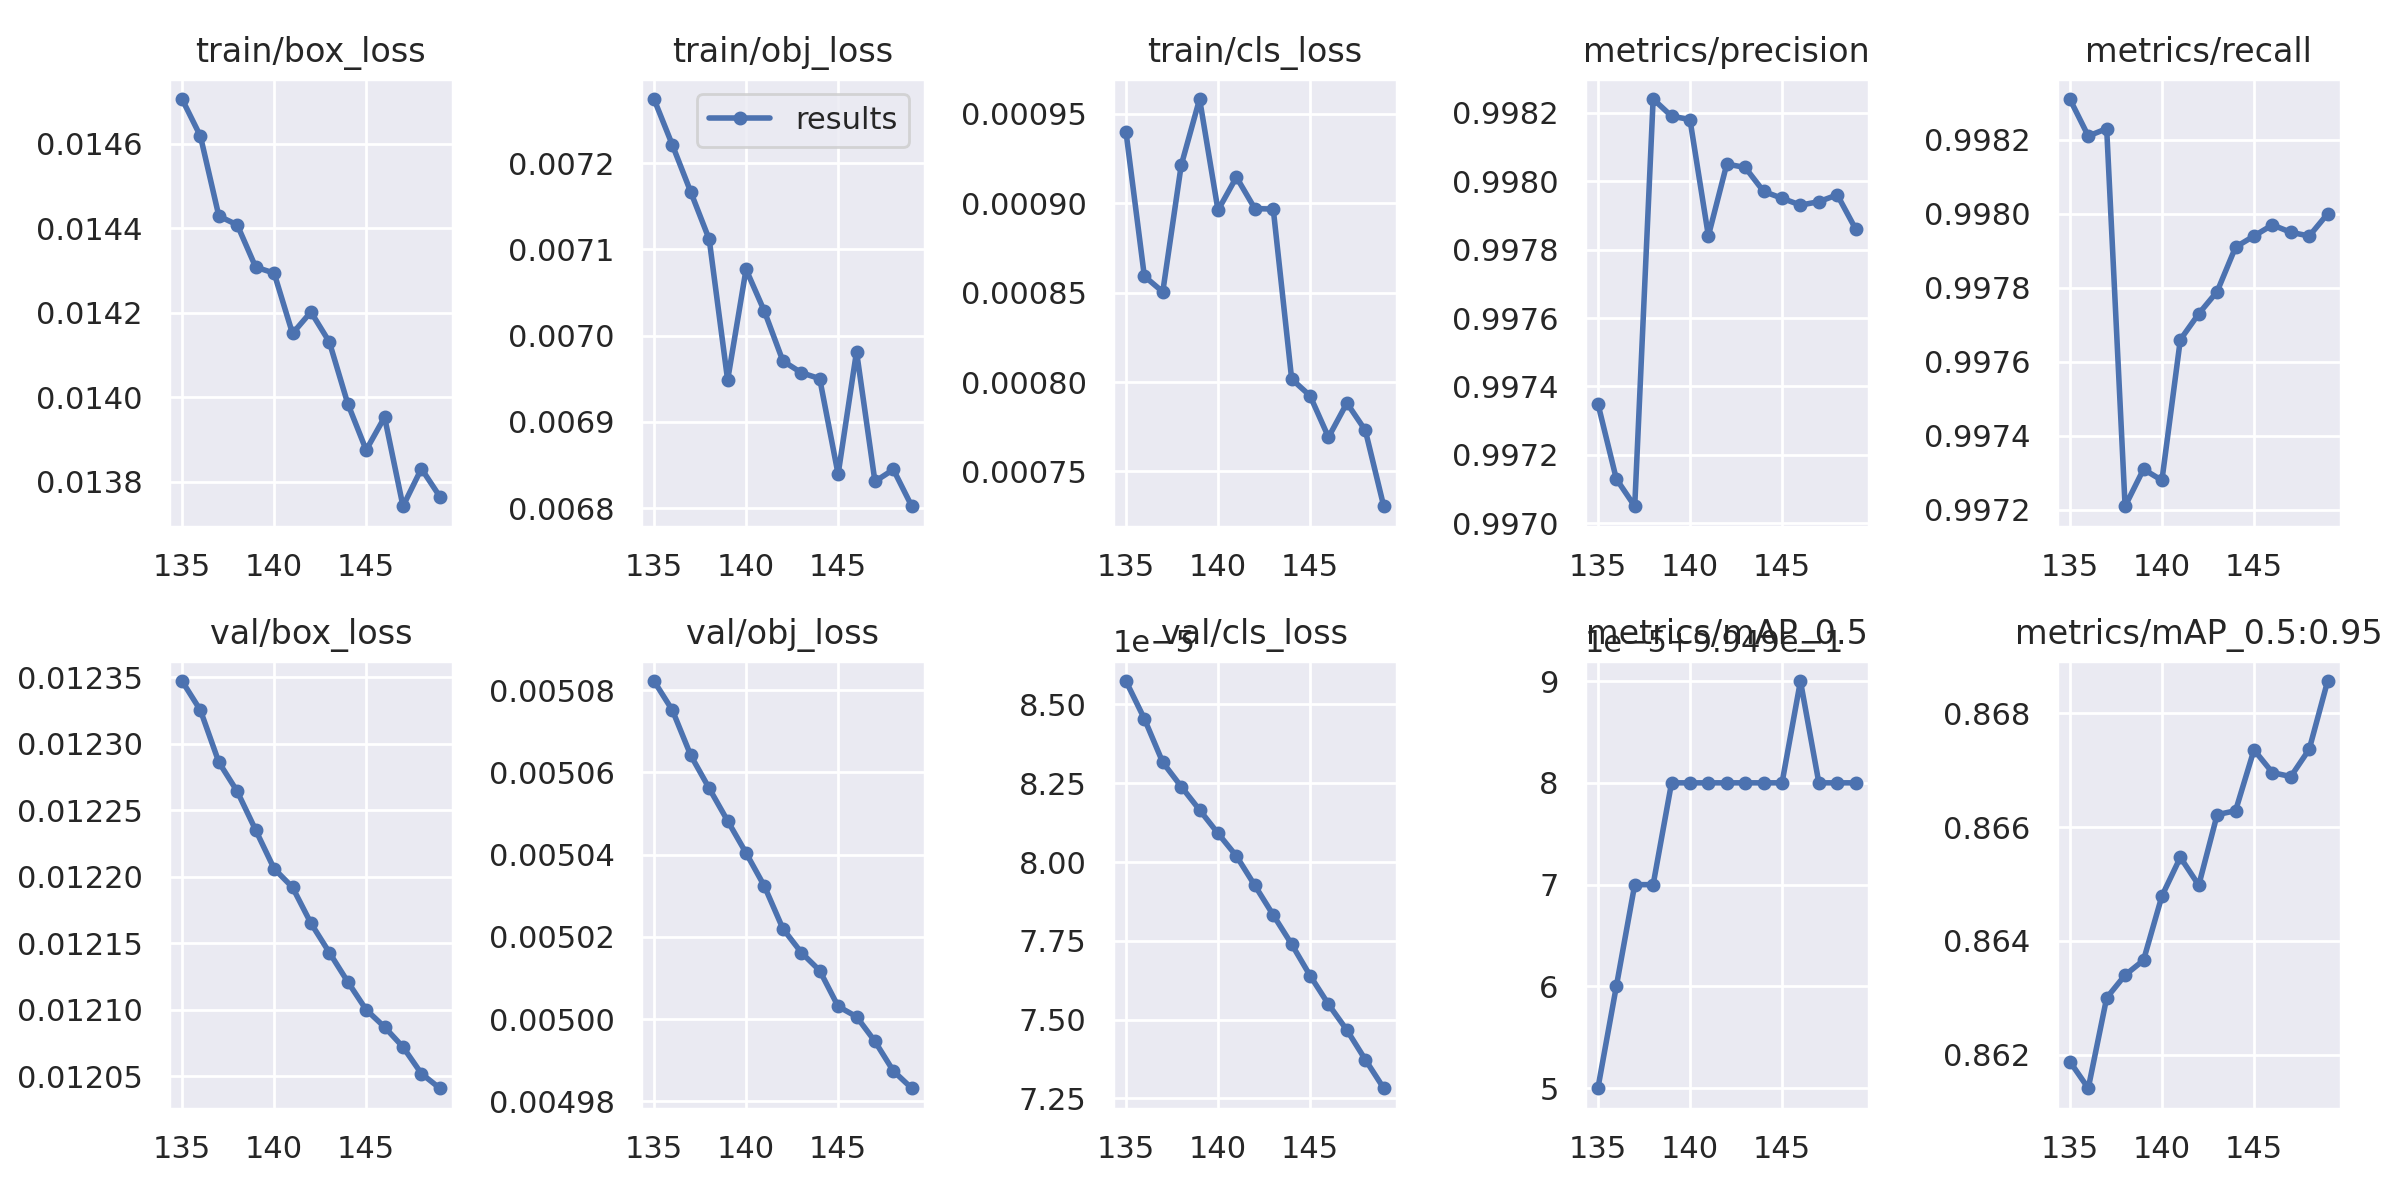 train/box_loss
0.0146
0.0144
0.0142
0.0140
0.0138
135 140 145
train/obj_loss
results
0.0072
0.0071
0.0070
0.0069
0.0068
135 140 145
train/cls_loss
0.00095
0.00090
0.00085
0.00080
0.00075
135 140 145
metrics/precision
0.9982
0.9980
0.9978
0.9976
0.9974
0.9972
0.9970
135 140 145
metrics/recall
0.9982
0.9980
0.9978
0.9976
0.9974
0.9972
135 140 145
val/box_loss
0.01235
0.01230
0.01225
0.01220
0.01215
0.01210
0.01205
135 140 145
val/obj_loss
0.00508
0.00506
0.00504
0.00502
0.00500
0.00498
135 140 145
val/cls_loss
1e−5
8.50
8.25
8.00
7.75
7.50
7.25
135 140 145
metrics/mAP_0.5
1e−5+9.949e−1
9
8
7
6
5
135 140 145
metrics/mAP_0.5:0.95
0.868
0.866
0.864
0.862
135 140 145